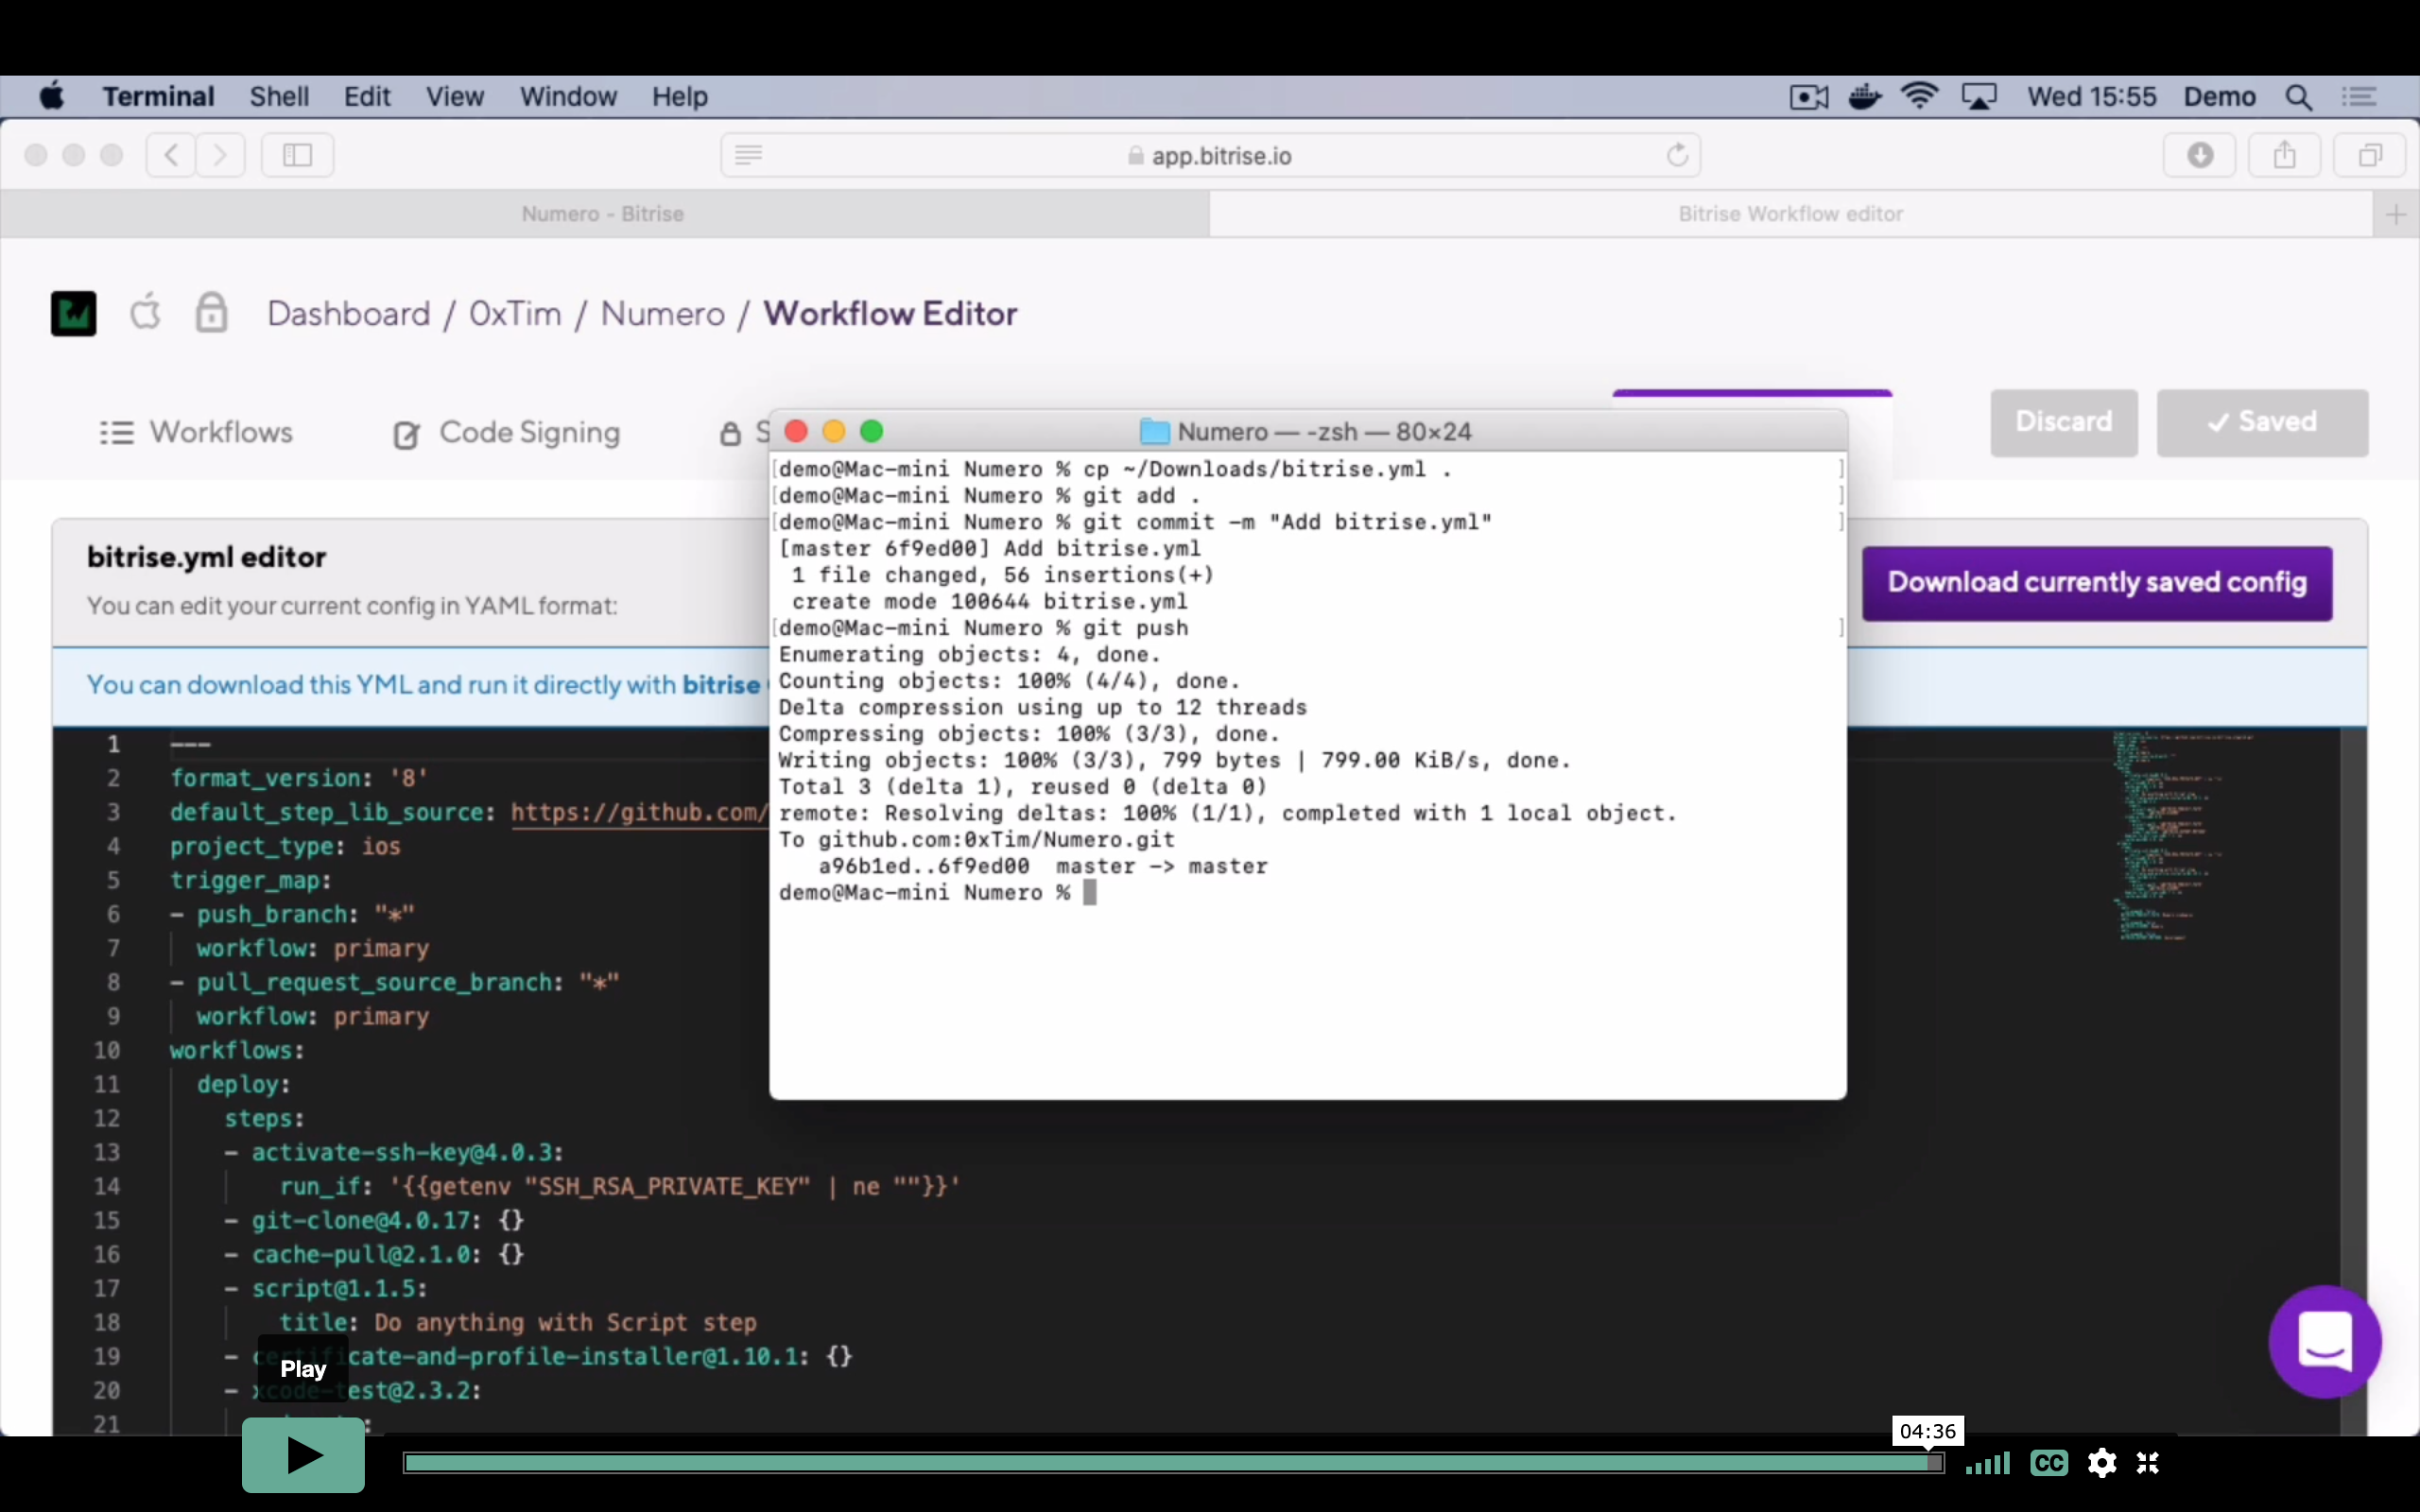 Terminal Shell Edit View Window Help Wed 15:55 Demo
app.bitrise.io
Numero - Bitrise Bitrise Workflow editor
Dashboard / 0xTim / Numero / Workflow Editor
Workflows Code Signing S Discard ✓ Saved
Numero — -zsh — 80×24
[demo@Mac-mini Numero % cp ~/Downloads/bitrise.yml . ]
[demo@Mac-mini Numero % git add . ]
[demo@Mac-mini Numero % git commit -m "Add bitrise.yml" ]
[master 6f9ed00] Add bitrise.yml
1 file changed, 56 insertions(+)
create mode 100644 bitrise.yml
[demo@Mac-mini Numero % git push ]
Enumerating objects: 4, done.
Counting objects: 100% (4/4), done.
Delta compression using up to 12 threads
Compressing objects: 100% (3/3), done.
Writing objects: 100% (3/3), 799 bytes | 799.00 KiB/s, done.
Total 3 (delta 1), reused 0 (delta 0)
remote: Resolving deltas: 100% (1/1), completed with 1 local object.
To github.com:0xTim/Numero.git
a96b1ed..6f9ed00 master -> master
demo@Mac-mini Numero %
bitrise.yml editor
You can edit your current config in YAML format:
Download currently saved config
You can download this YML and run it directly with bitrise
1 ---
2 format_version: '8'
3 default_step_lib_source: https://github.com/
4 project_type: ios
5 trigger_map:
6 - push_branch: "*"
7 workflow: primary
8 - pull_request_source_branch: "*"
9 workflow: primary
10 workflows:
11 deploy:
12 steps:
13 - activate-ssh-key@4.0.3:
14 run_if: '{{getenv "SSH_RSA_PRIVATE_KEY" | ne ""}}'
15 - git-clone@4.0.17: {}
16 - cache-pull@2.1.0: {}
17 - script@1.1.5:
18 title: Do anything with Script step
19 - certificate-and-profile-installer@1.10.1: {}
20 - xcode-test@2.3.2:
21
Play
04:36
CC